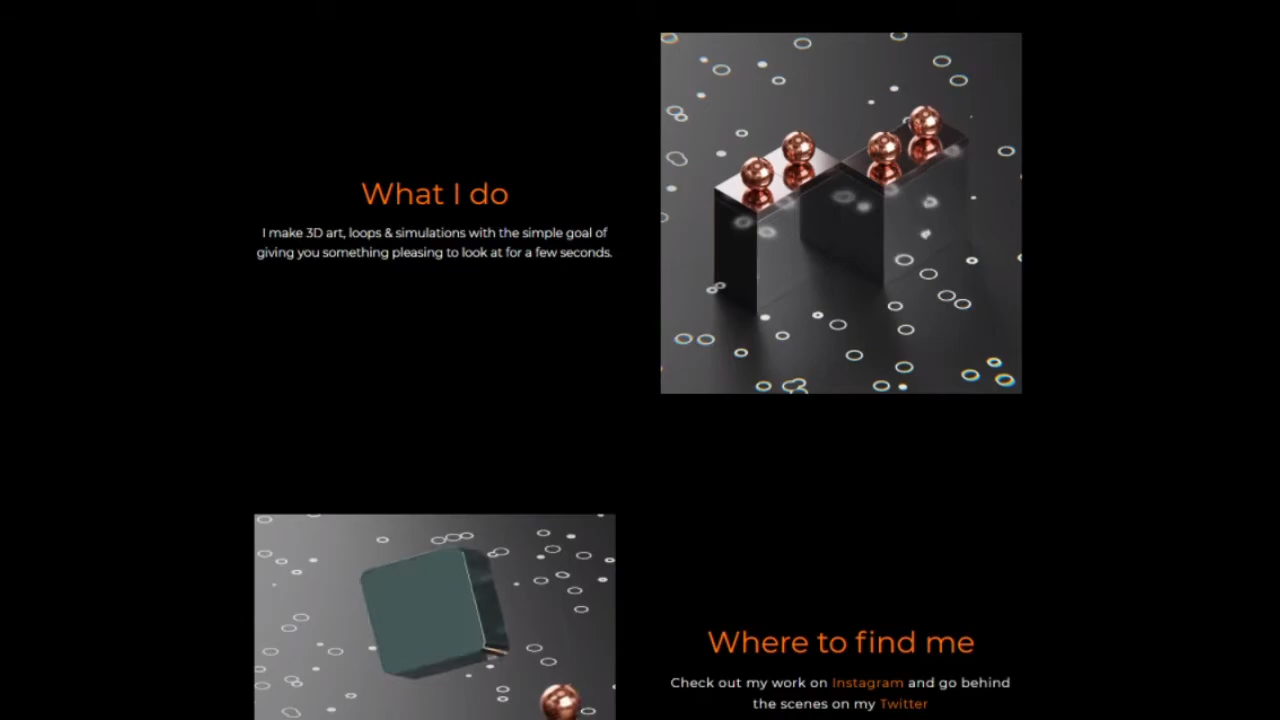 What I do
I make 3D art, loops & simulations with the simple goal of
giving you something pleasing to look at for a few seconds.
Where to find me
Check out my work on Instagram and go behind
the scenes on my Twitter